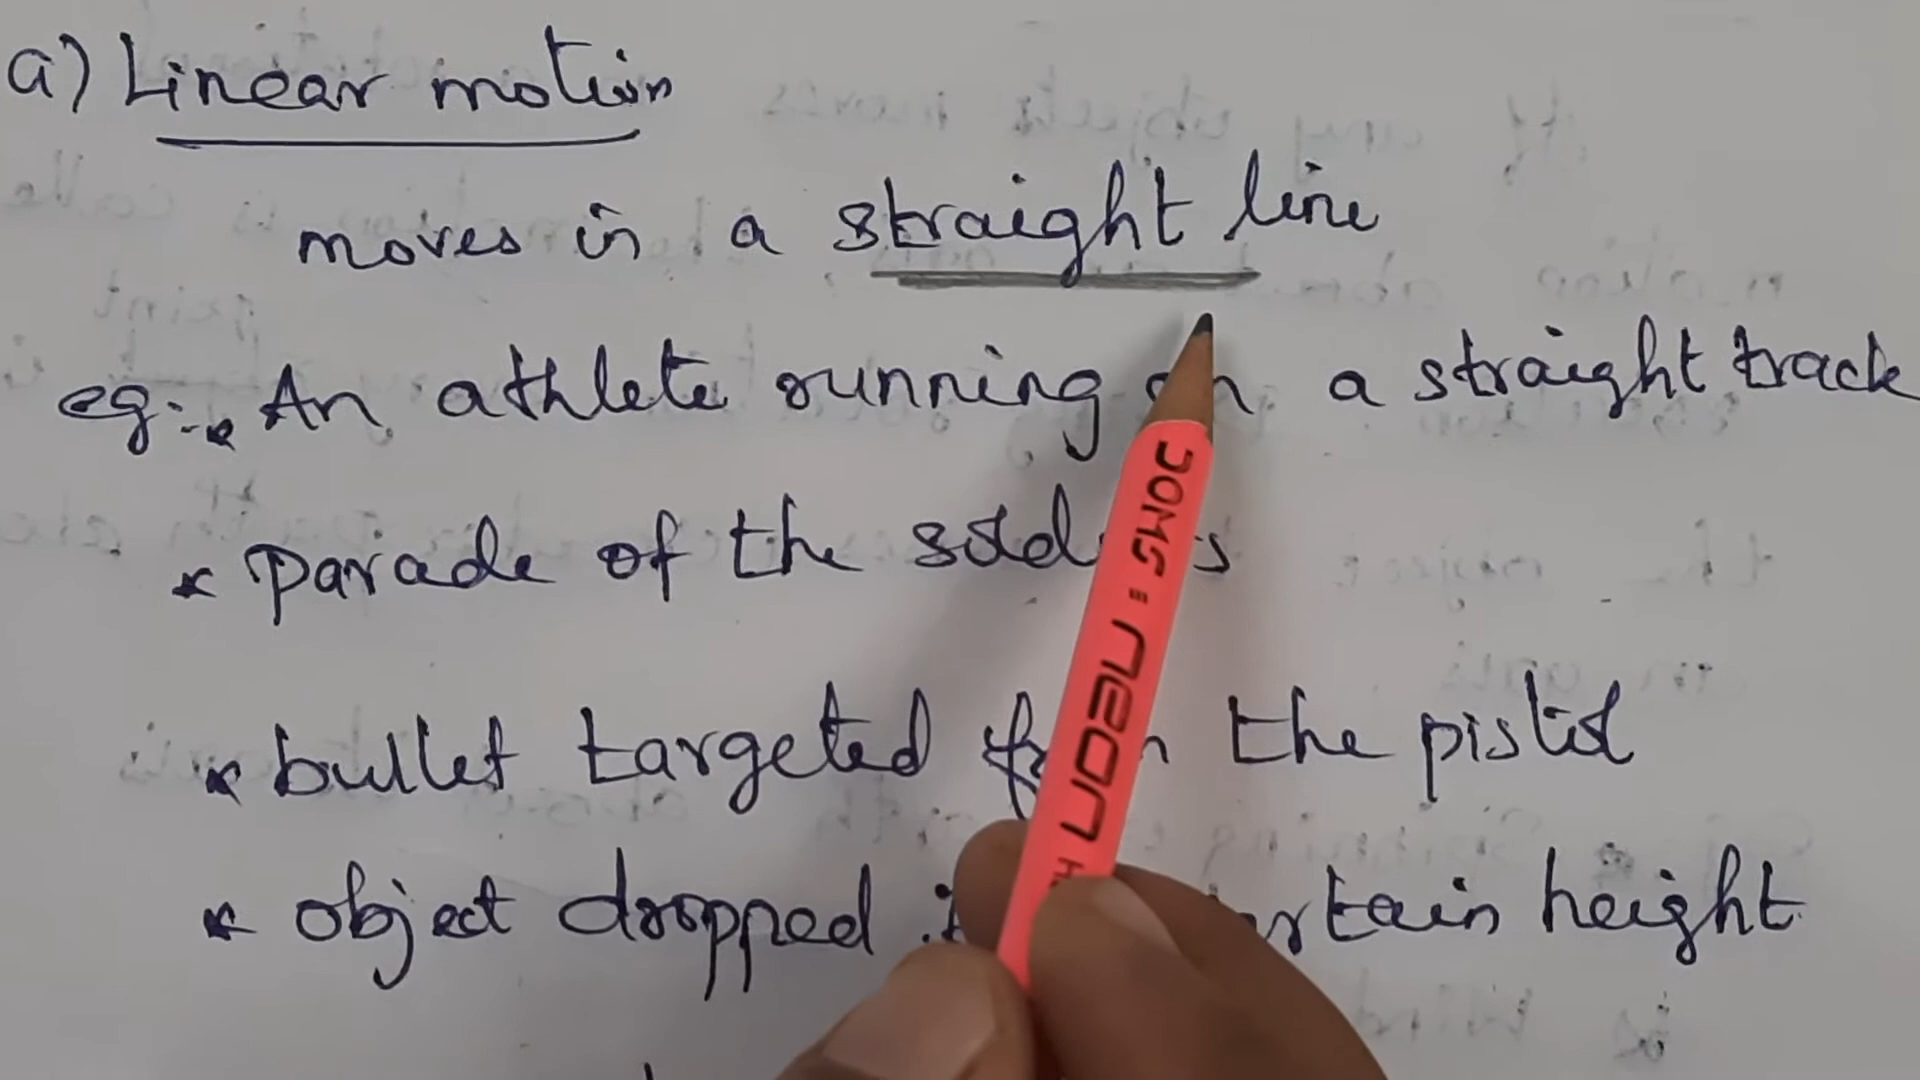 a) Linear motion
moves in a straight line
eg:- * An athlete running on a straight track
* parade of the
* bullet targeted the pistol
* object dropped height
DOMS neon